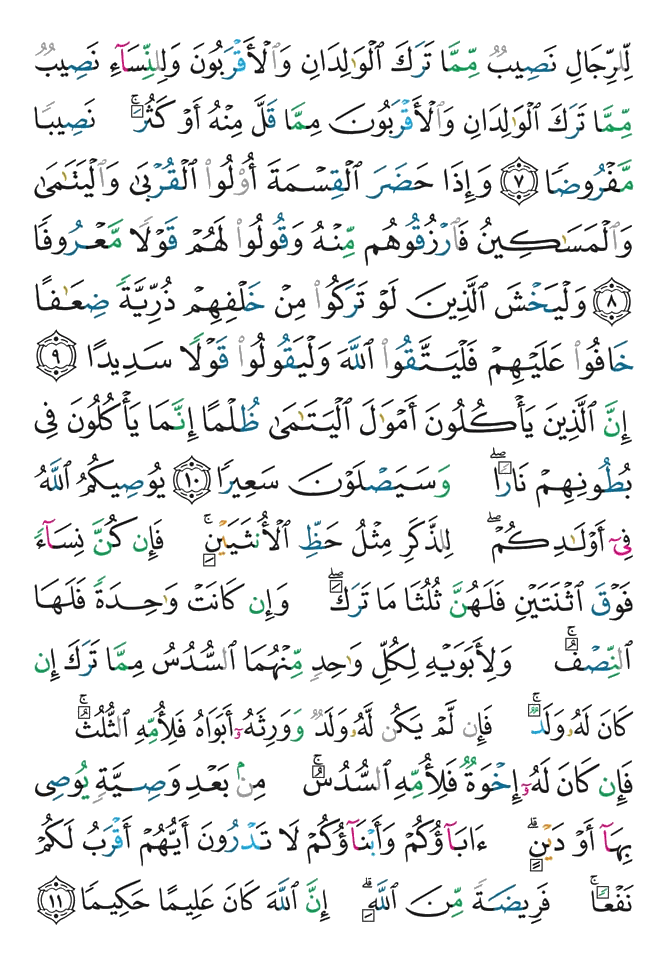 لِّلرِّجَالِ نَصِيبٌ مِّمَّا تَرَكَ ٱلْوَٰلِدَانِ وَٱلْأَقْرَبُونَ وَلِلنِّسَآءِ نَصِيبٌ
مِّمَّا تَرَكَ ٱلْوَٰلِدَانِ وَٱلْأَقْرَبُونَ مِمَّا قَلَّ مِنْهُ أَوْ كَثُرَ ۚ نَصِيبًا
مَّفْرُوضًا ﴿٧﴾ وَإِذَا حَضَرَ ٱلْقِسْمَةَ أُو۟لُوا۟ ٱلْقُرْبَىٰ وَٱلْيَتَٰمَىٰ
وَٱلْمَسَٰكِينُ فَٱرْزُقُوهُم مِّنْهُ وَقُولُوا۟ لَهُمْ قَوْلًا مَّعْرُوفًا
﴿٨﴾ وَلْيَخْشَ ٱلَّذِينَ لَوْ تَرَكُوا۟ مِنْ خَلْفِهِمْ ذُرِّيَّةً ضِعَٰفًا
خَافُوا۟ عَلَيْهِمْ فَلْيَتَّقُوا۟ ٱللَّهَ وَلْيَقُولُوا۟ قَوْلًا سَدِيدًا ﴿٩﴾
إِنَّ ٱلَّذِينَ يَأْكُلُونَ أَمْوَٰلَ ٱلْيَتَٰمَىٰ ظُلْمًا إِنَّمَا يَأْكُلُونَ فِى
بُطُونِهِمْ نَارًا ۖ وَسَيَصْلَوْنَ سَعِيرًا ﴿١٠﴾ يُوصِيكُمُ ٱللَّهُ
فِىٓ أَوْلَٰدِكُمْ ۖ لِلذَّكَرِ مِثْلُ حَظِّ ٱلْأُنثَيَيْنِ ۚ فَإِن كُنَّ نِسَآءً
فَوْقَ ٱثْنَتَيْنِ فَلَهُنَّ ثُلُثَا مَا تَرَكَ ۖ وَإِن كَانَتْ وَٰحِدَةً فَلَهَا
ٱلنِّصْفُ ۚ وَلِأَبَوَيْهِ لِكُلِّ وَٰحِدٍ مِّنْهُمَا ٱلسُّدُسُ مِمَّا تَرَكَ إِن
كَانَ لَهُۥ وَلَدٌ ۚ فَإِن لَّمْ يَكُن لَّهُۥ وَلَدٌ وَوَرِثَهُۥٓ أَبَوَاهُ فَلِأُمِّهِ ٱلثُّلُثُ ۚ
فَإِن كَانَ لَهُۥٓ إِخْوَةٌ فَلِأُمِّهِ ٱلسُّدُسُ ۚ مِنۢ بَعْدِ وَصِيَّةٍ يُوصِى
بِهَآ أَوْ دَيْنٍ ۗ ءَابَآؤُكُمْ وَأَبْنَآؤُكُمْ لَا تَدْرُونَ أَيُّهُمْ أَقْرَبُ لَكُمْ
نَفْعًا ۚ فَرِيضَةً مِّنَ ٱللَّهِ ۗ إِنَّ ٱللَّهَ كَانَ عَلِيمًا حَكِيمًا ﴿١١﴾